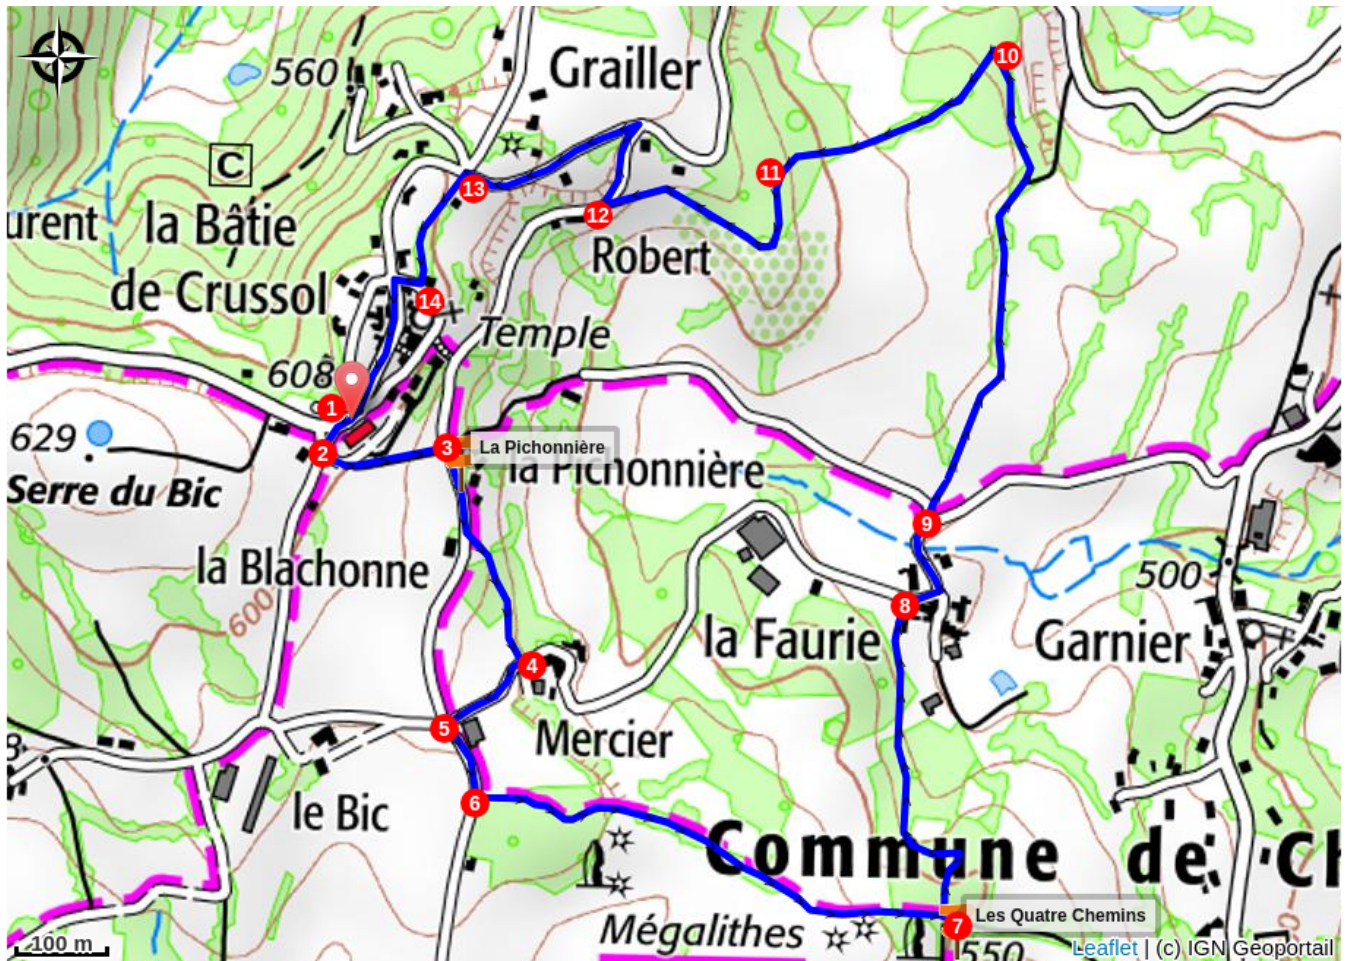 560
Grailler
10
C
11
13
urent
la Bâtie
12
Robert
de Crussol
14
Temple
608
1
629
2
3
La Pichonnière
la Pichonnière
Serre du Bic
9
la Blachonne
500
600
8
la Faurie
Garnier
4
5
Mercier
6
le Bic
Commune de Ch
Mégalithes
7
Les Quatre Chemins
100 m
550
Leaflet | (c) IGN Geoportail